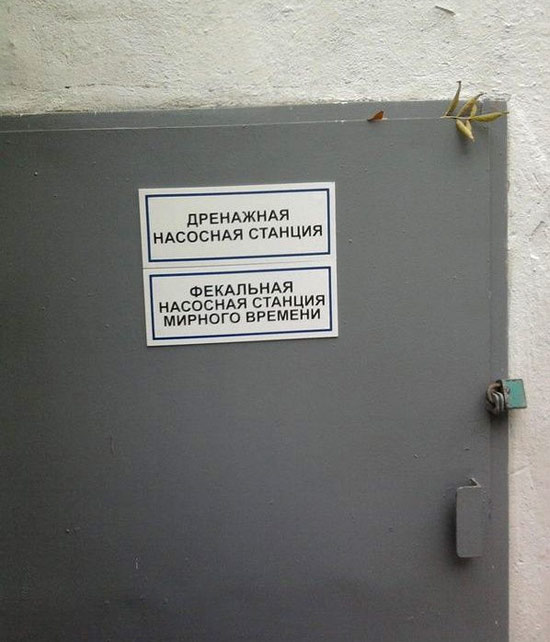 ДРЕНАЖНАЯ
НАСОСНАЯ СТАНЦИЯ
ФЕКАЛЬНАЯ
НАСОСНАЯ СТАНЦИЯ
МИРНОГО ВРЕМЕНИ